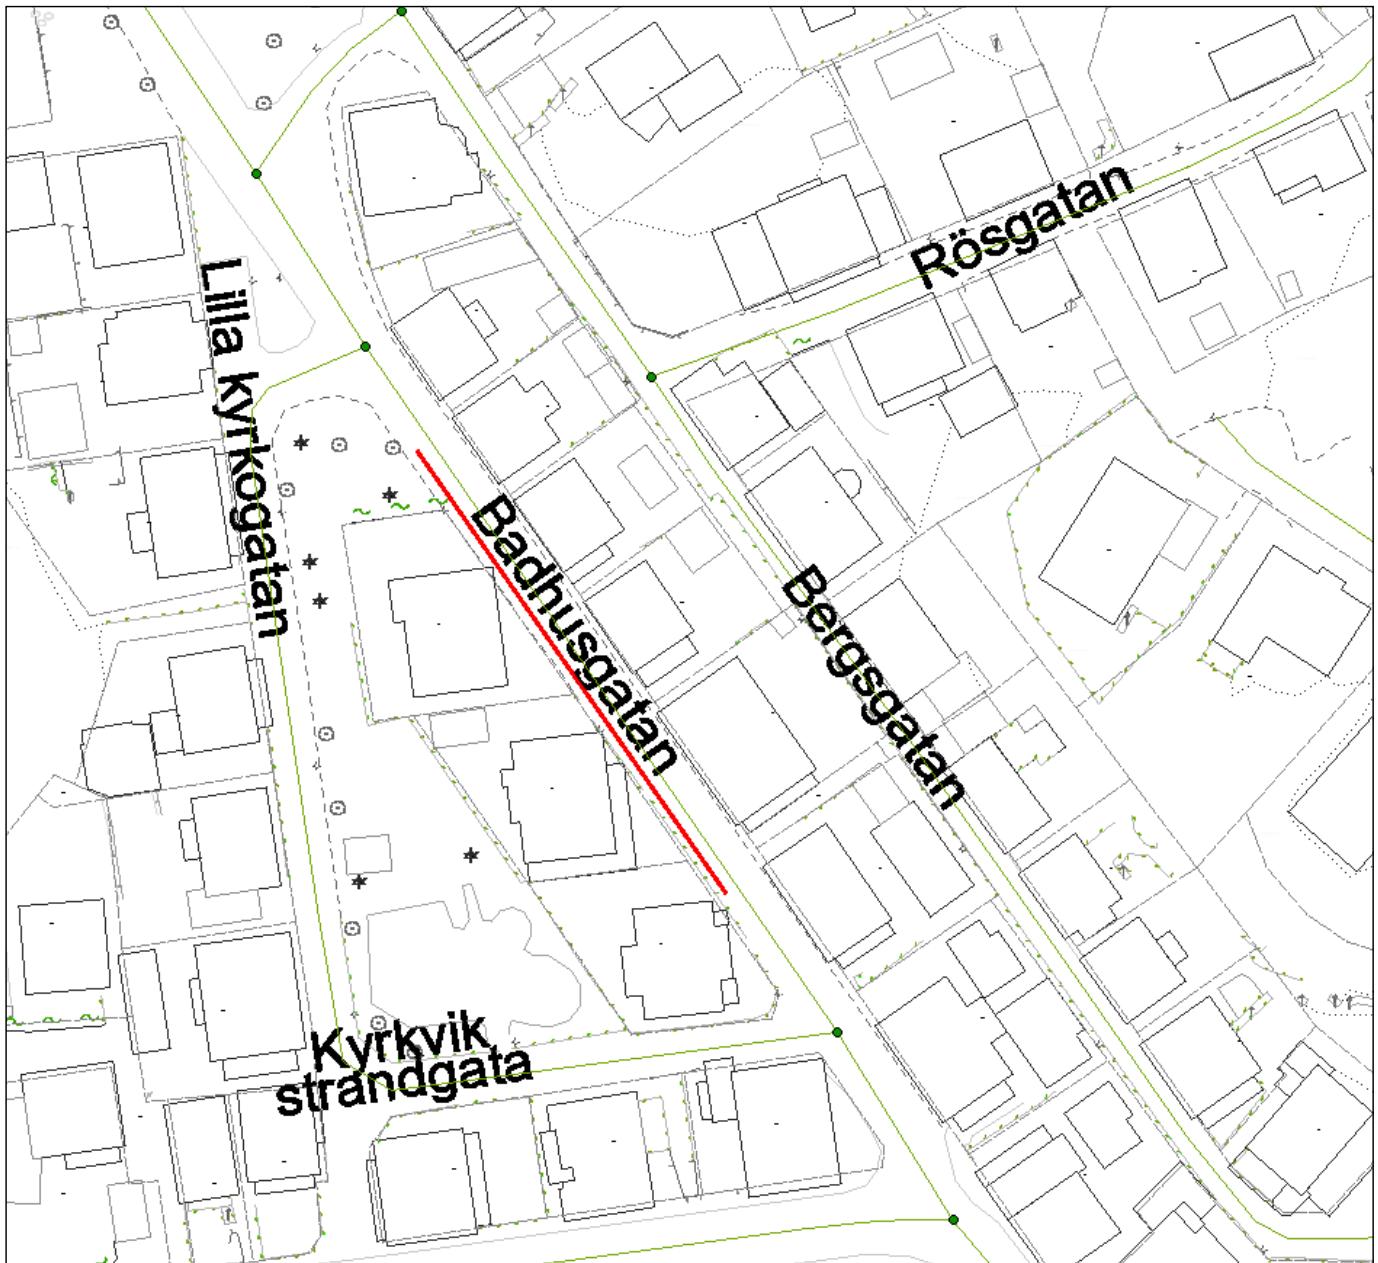 Rösgatan
Lilla kyrkogatan
Badhusgatan
Bergsgatan
Kyrkvik
strandgata